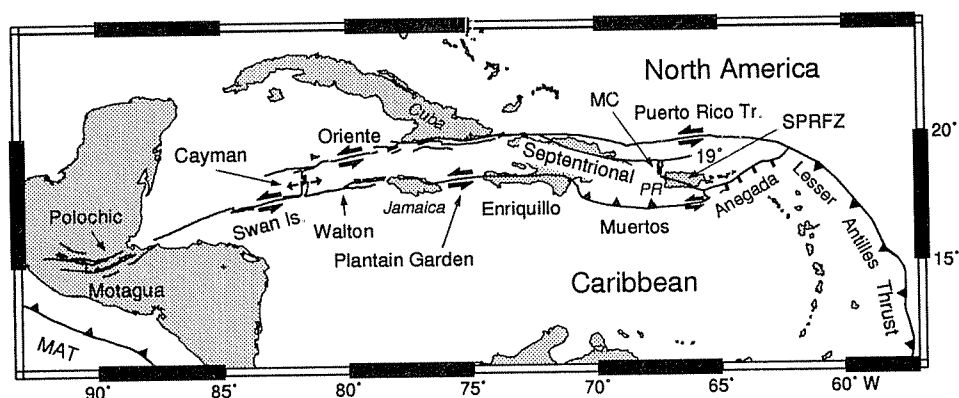 North America
MC
Puerto Rico Tr.
SPRFZ
20°
Cuba
Oriente
Cayman
Septentrional
19°
PR
Anegada
Lesser
Antilles
Thrust
Polochic
Swan Is.
Walton
Jamaica
Enriquillo
Muertos
Plantain Garden
15°
Motagua
Caribbean
MAT
90°
85°
80°
75°
70°
65°
60° W